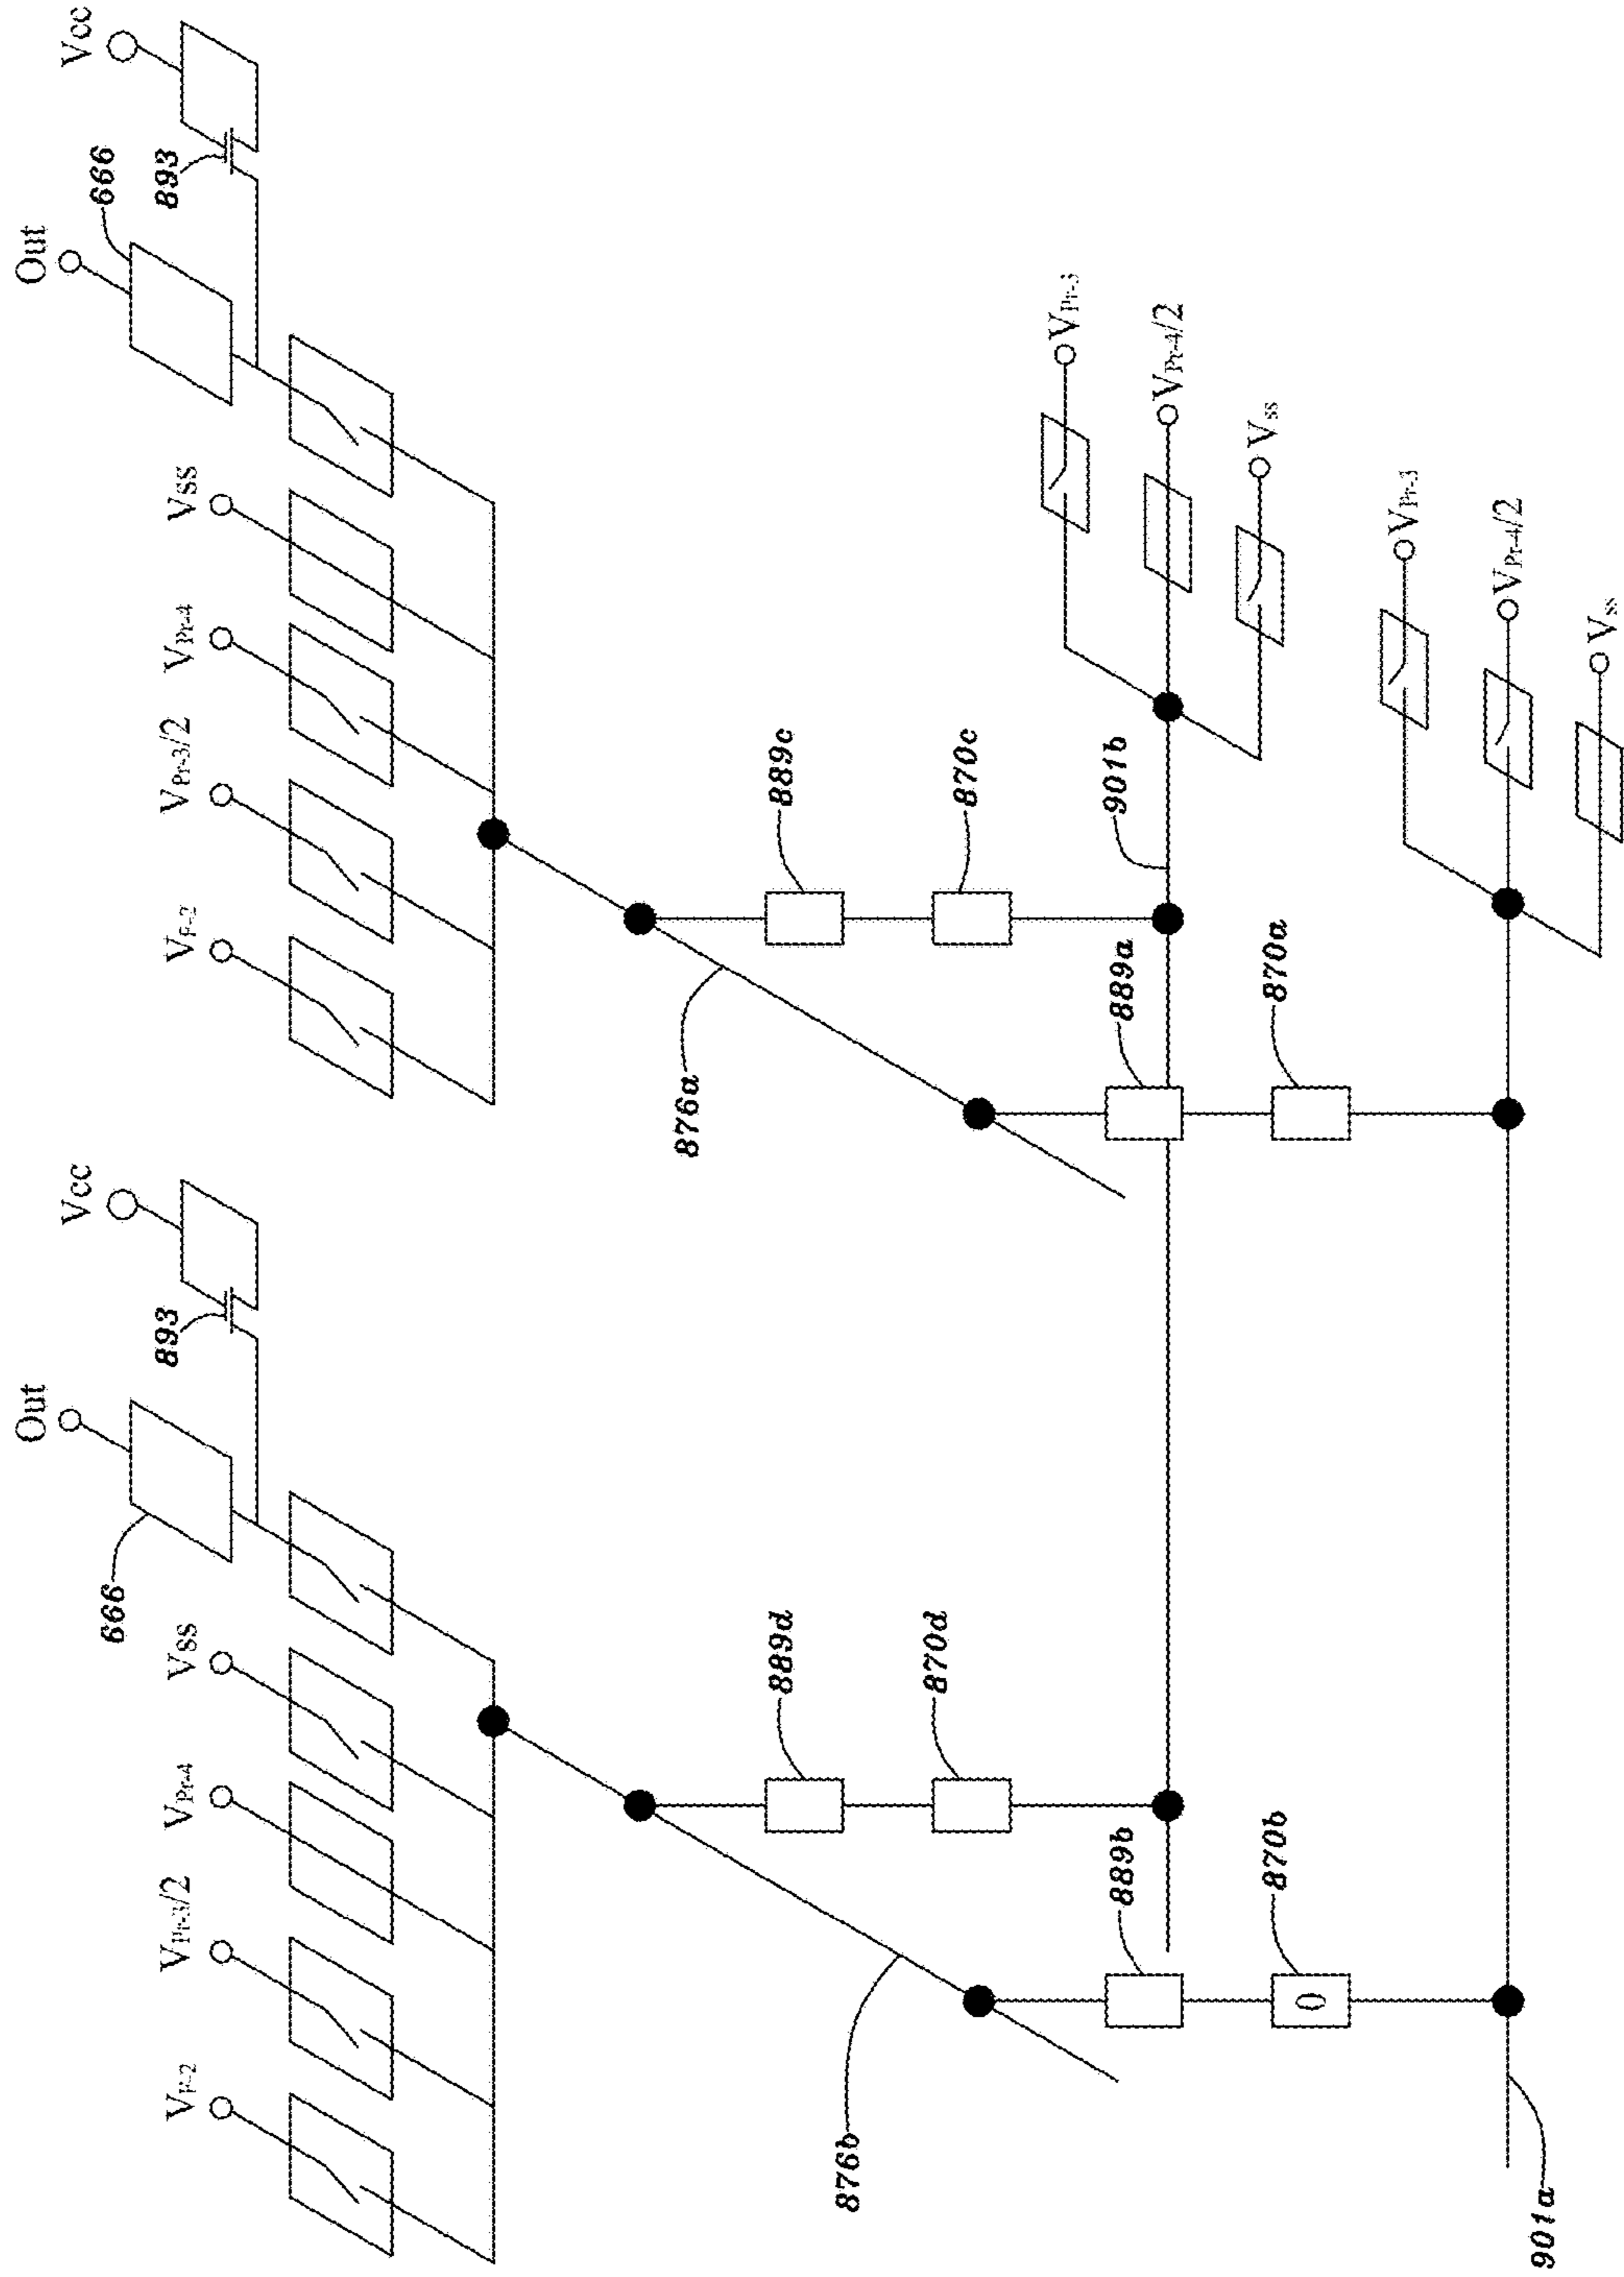 Out Out
Vcc Vcc
666 666
893 893
VF-2 VPr-3/2 VPr-4 Vss VF-2 VPr-3/2 VPr-4 Vss
876a
889d 889c
876b
870d 870c
VPr-3
889b 889a 901b
VPr-4/2
Vss
870b 870a
0
VPr-3
VPr-4/2
901a
Vss